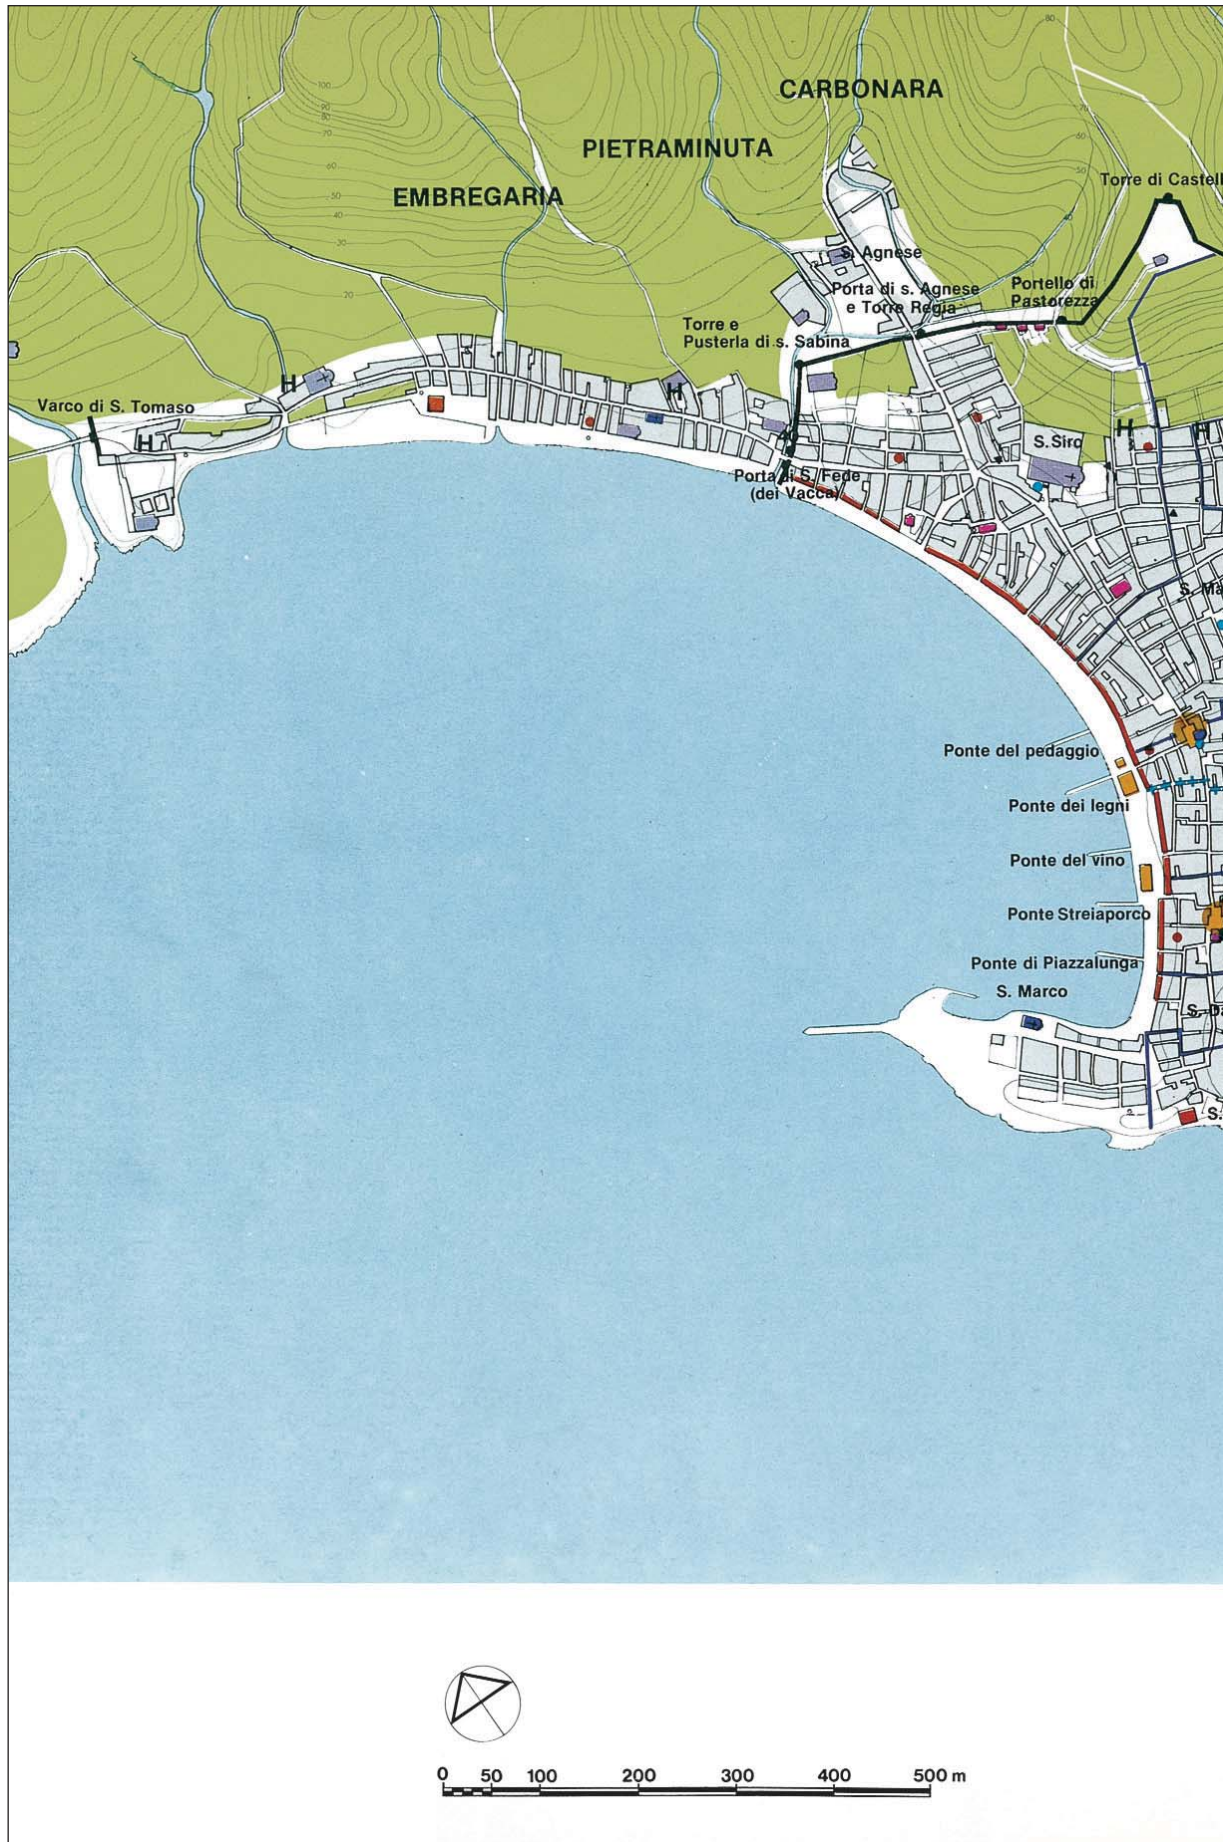 CARBONARA
PIETRAMINUTA
EMBREGARIA
Torre di Castell
S. Agnese
Porta di s. Agnese
e Torre Regia
Portello di
Pastorezza
Torre e
Pusterla di s. Sabina
H
H
Varco di S. Tomaso
H
H
H
S. Siro
Porta di S. Fede
(dei Vacca)
S. Ma
Ponte del pedaggio
Ponte dei legni
Ponte del vino
Ponte Streiaporco
Ponte di Piazzalunga
S. Marco
S. Da
S.
0 50 100 200 300 400 500 m